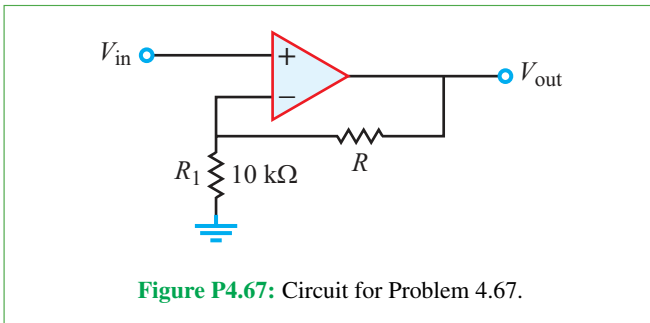 Vin
+
Vout
−
R1 10 kΩ
R
Figure P4.67: Circuit for Problem 4.67.